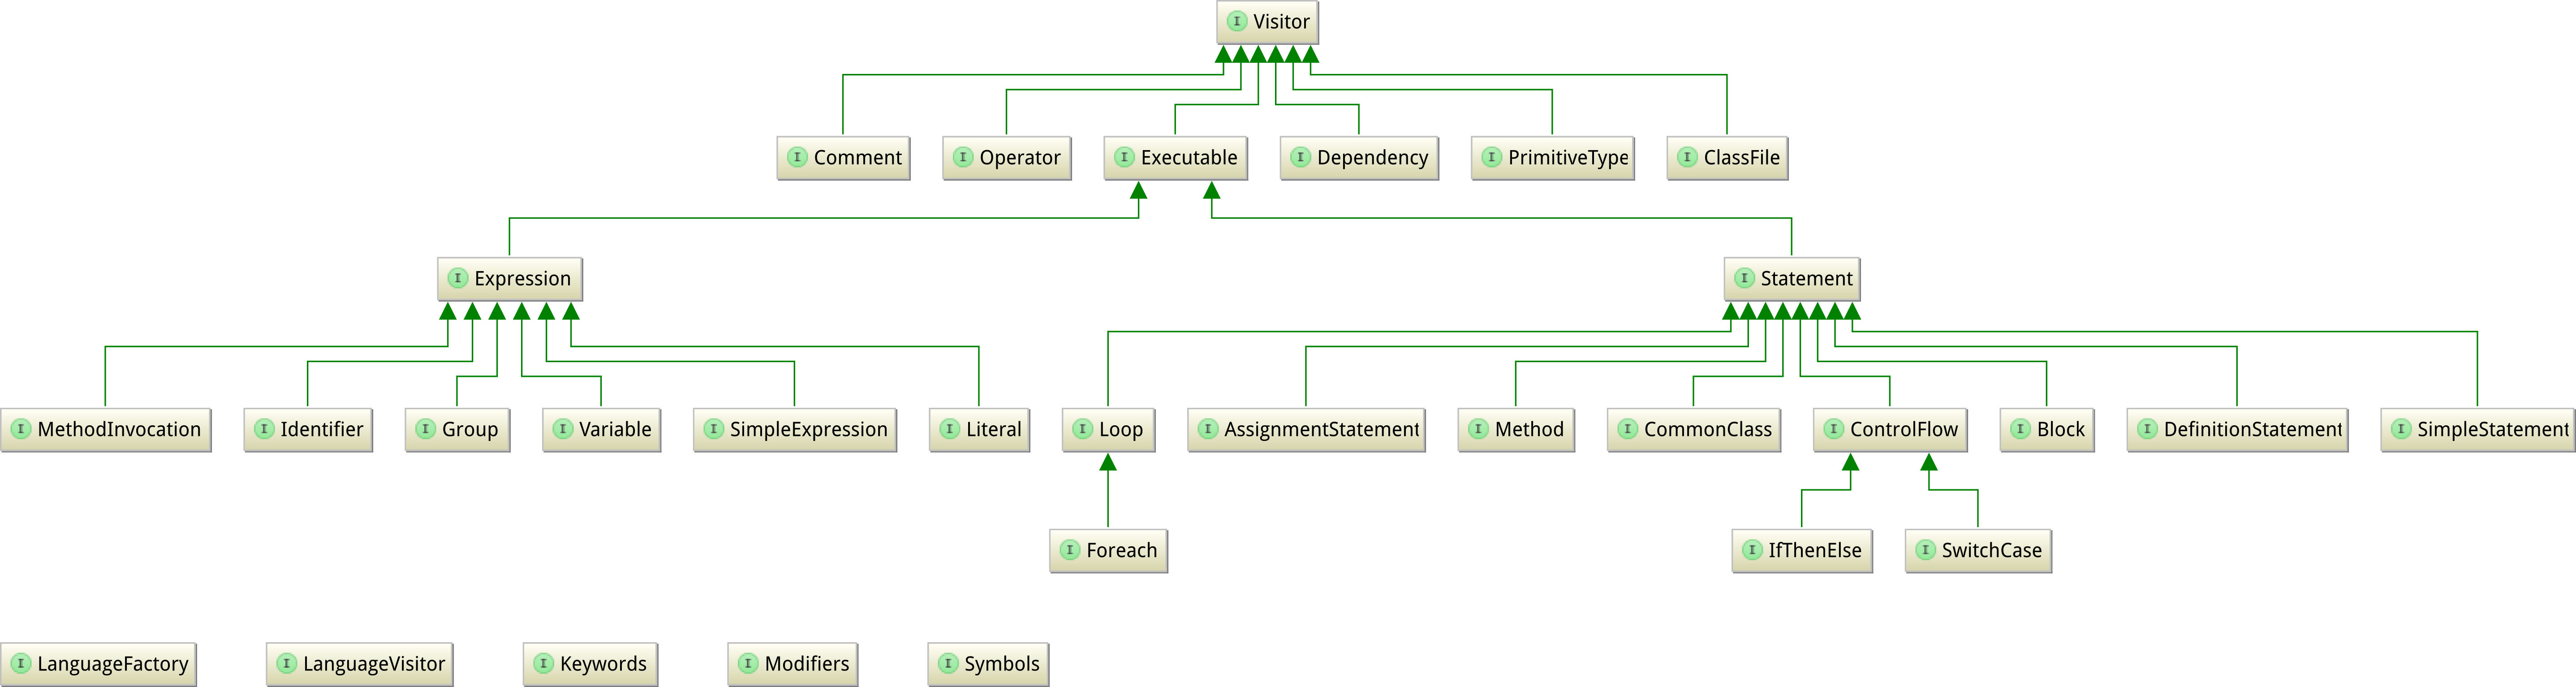 Visitor
Comment
Operator
Executable
Dependency
PrimitiveType
ClassFile
Expression
Statement
MethodInvocation
Identifier
Group
Variable
SimpleExpression
Literal
Loop
AssignmentStatement
Method
CommonClass
ControlFlow
Block
DefinitionStatement
SimpleStatement
Foreach
IfThenElse
SwitchCase
LanguageFactory
LanguageVisitor
Keywords
Modifiers
Symbols